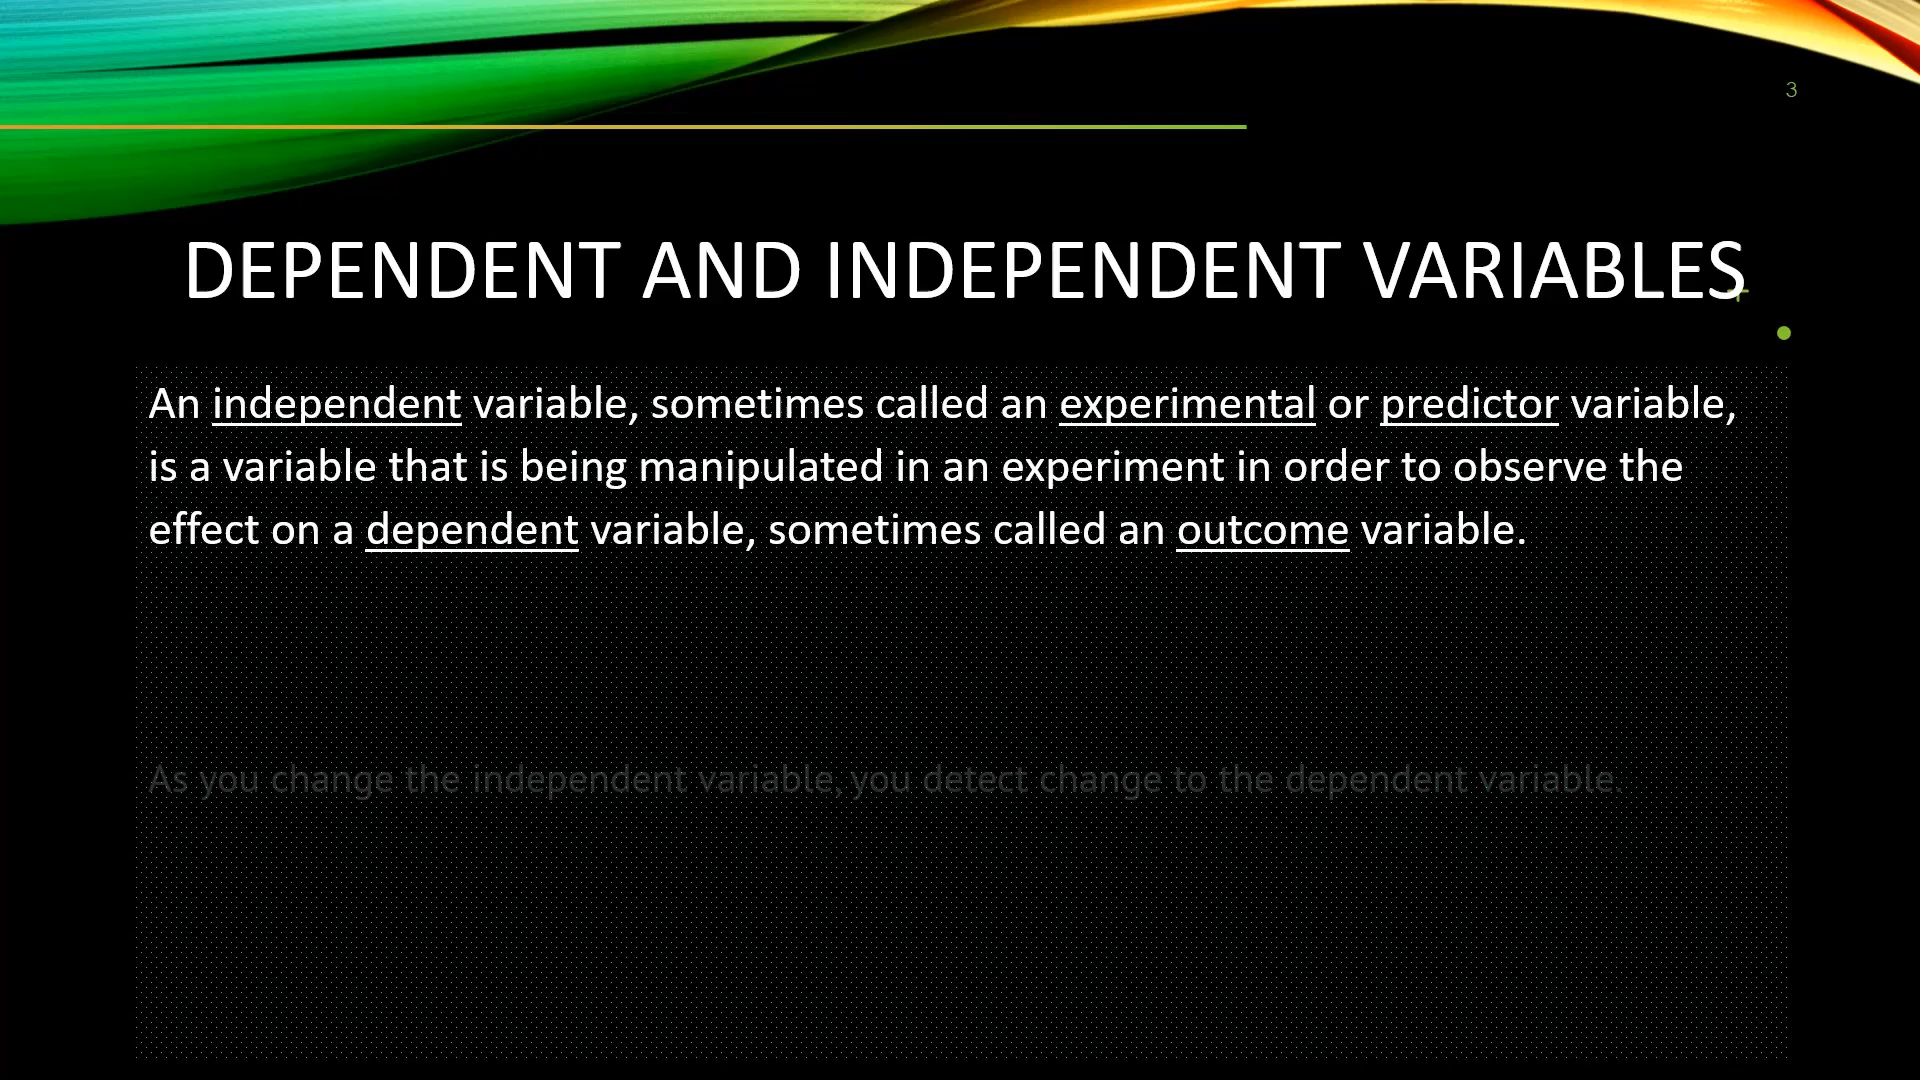 3
DEPENDENT AND INDEPENDENT VARIABLES
An independent variable, sometimes called an experimental or predictor variable,
is a variable that is being manipulated in an experiment in order to observe the
effect on a dependent variable, sometimes called an outcome variable.
As you change the independent variable, you detect change to the dependent variable.